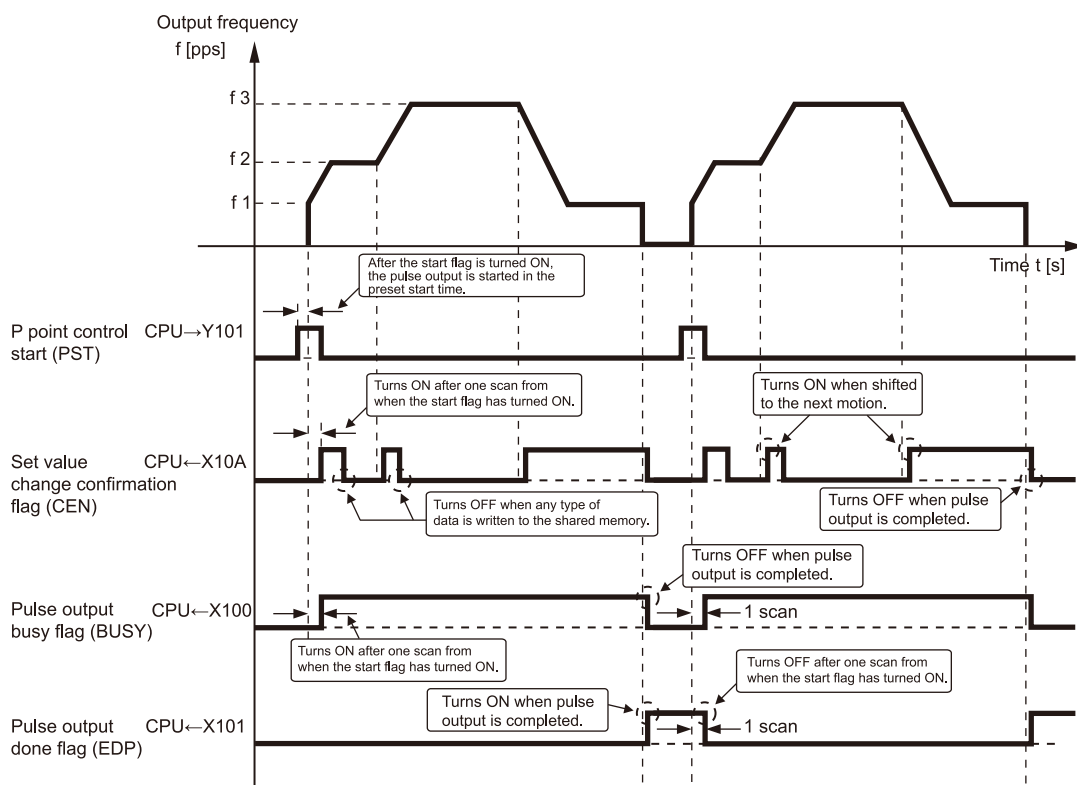 Output frequency
f [pps]
f 3
f 2
f 1
Time t [s]
After the start flag is turned ON,
the pulse output is started in the
preset start time.
P point control
start (PST)
CPU→Y101
Turns ON after one scan from
when the start flag has turned ON.
Turns ON when shifted
to the next motion.
Set value
change confirmation
flag (CEN)
CPU←X10A
Turns OFF when any type of
data is written to the shared memory.
Turns OFF when pulse
output is completed.
Turns OFF when pulse
output is completed.
Pulse output
busy flag (BUSY)
CPU←X100
1 scan
Turns ON after one scan from
when the start flag has turned ON.
Turns OFF after one scan from
when the start flag has turned ON.
Turns ON when pulse
output is completed.
Pulse output
done flag (EDP)
CPU←X101
1 scan